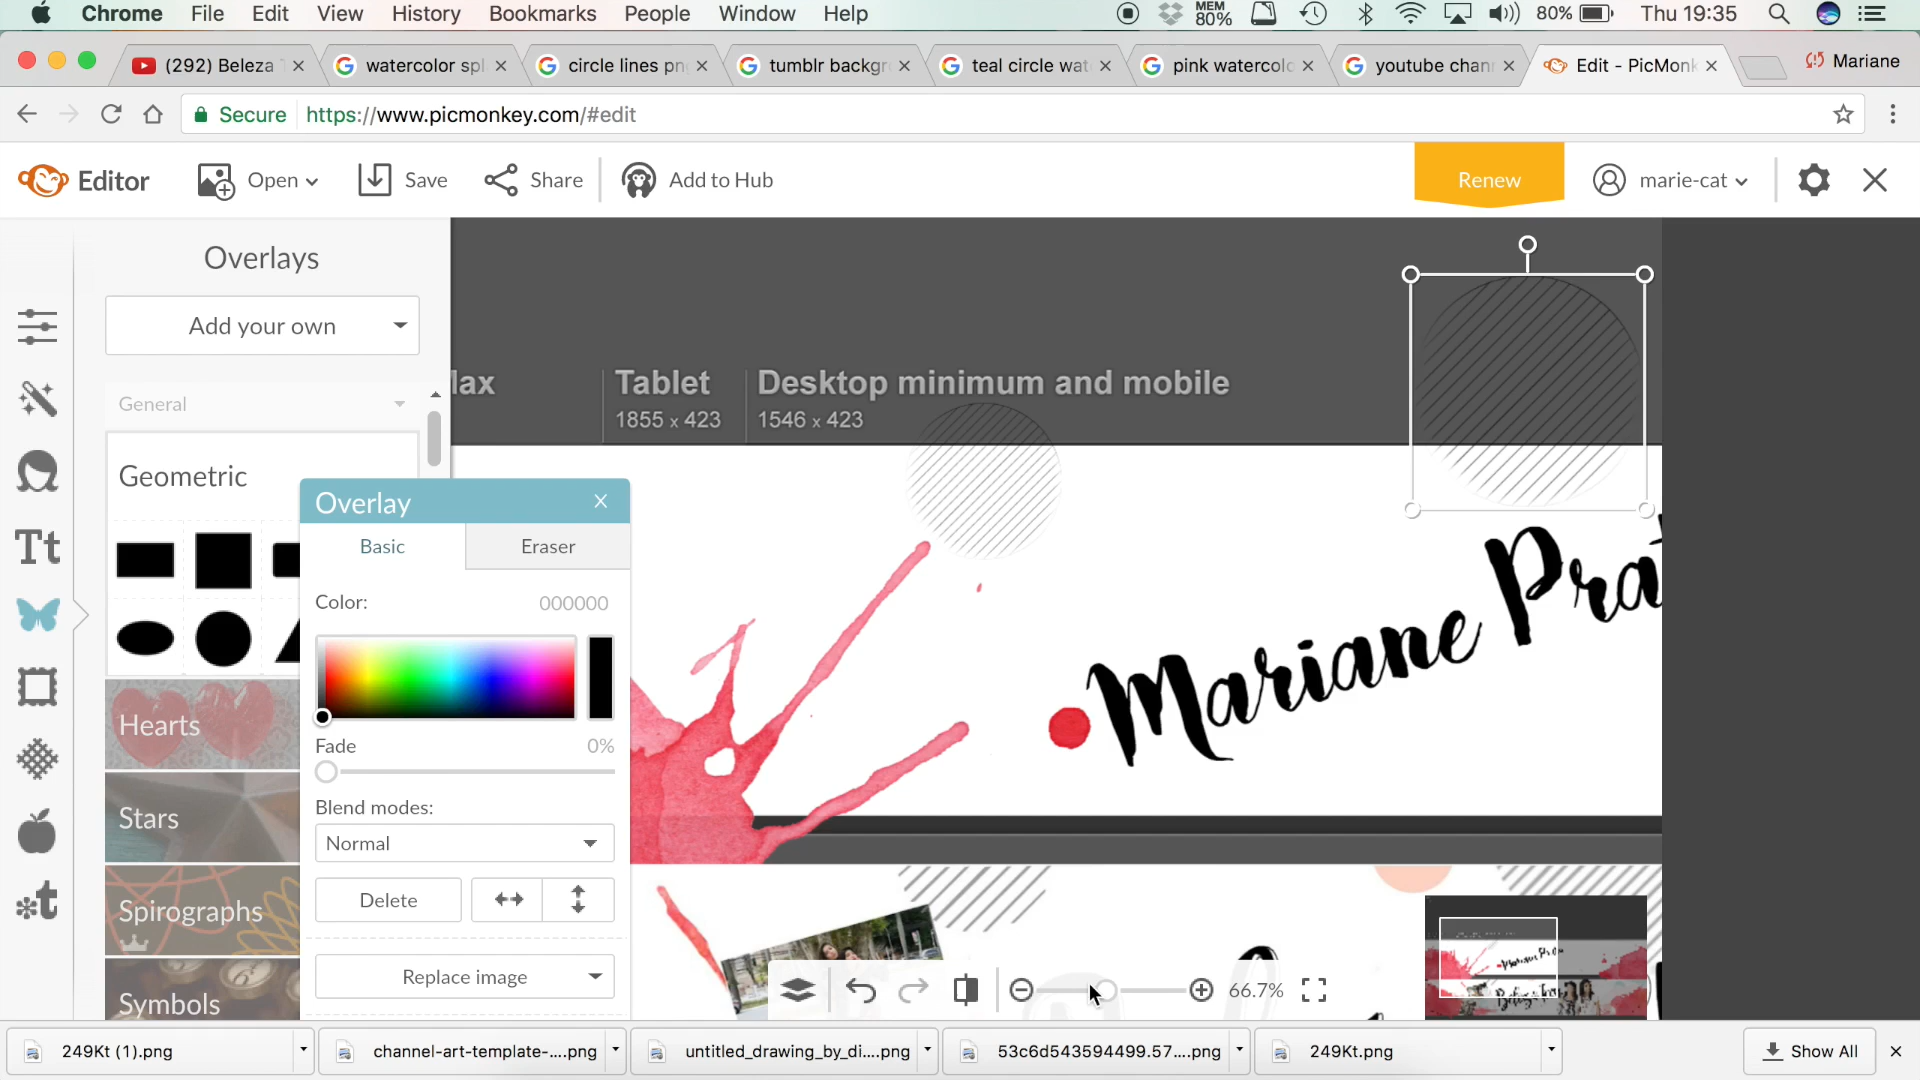 Chrome File Edit View History Bookmarks People Window Help
MEM 80% 80% Thu 19:35
(292) Beleza watercolor spl circle lines pn tumblr backgr teal circle wat pink watercolo youtube chan Edit - PicMonk Mariane
Secure https://www.picmonkey.com/#edit
Editor Open Save Share Add to Hub Renew marie-cat
Overlays
Add your own
General
Geometric
Hearts
Stars
Spirographs
Symbols
Overlay
Basic Eraser
Color: 000000
Fade 0%
Blend modes:
Normal
Delete
Replace image
Max
Tablet
1855 x 423
Desktop minimum and mobile
1546 x 423
Mariane Prat
66.7%
249Kt (1).png channel-art-template-....png untitled_drawing_by_di....png 53c6d543594499.57....png 249Kt.png Show All